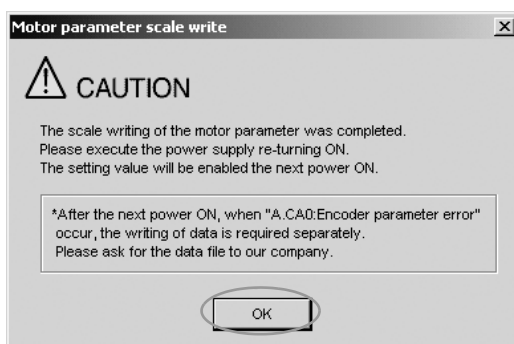 Motor parameter scale write
CAUTION
The scale writing of the motor parameter was completed.
Please execute the power supply re-turning ON.
The setting value will be enabled the next power ON.
*After the next power ON, when "A.CA0:Encoder parameter error"
occur, the writing of data is required separately.
Please ask for the data file to our company.
OK